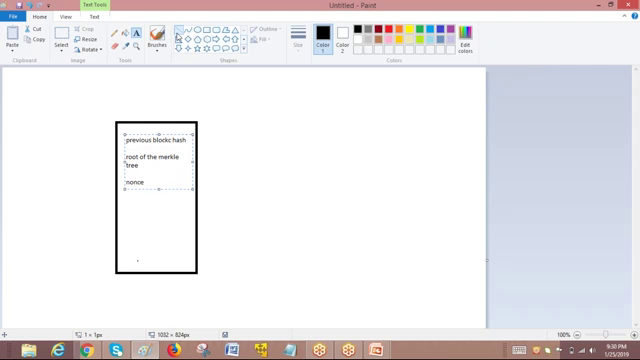 Text Tools
Untitled - Paint
File
Home
View
Text
Paste
Cut
Copy
Clipboard
Select
Crop
Resize
Rotate
Image
A
Tools
Brushes
Outline
Fill
Shapes
Size
Color
1
Color
2
Edit
colors
Colors
previous blockc hash
root of the merkle
tree
nonce
1 × 1px
1032 × 824px
100%
9:30 PM
1/25/2019